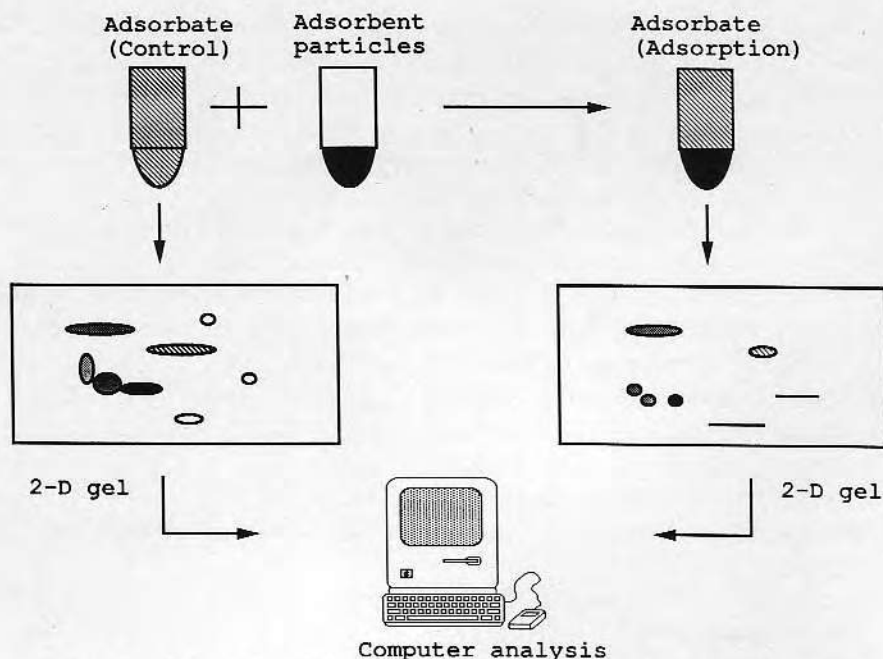 Adsorbate
(Control)
Adsorbent
particles
Adsorbate
(Adsorption)
2-D gel
2-D gel
Computer analysis